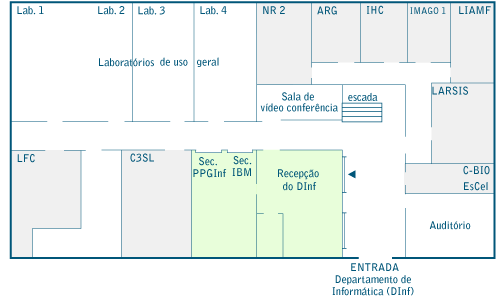 Lab. 1
Lab. 2
Lab. 3
Lab. 4
NR 2
ARG
IHC
IMAGO 1
LIAMF
Laboratórios de uso geral
Sala de
vídeo conferência
escada
LARSIS
LFC
C3SL
Sec.
PPGInf
Sec.
IBM
Recepção
do DInf
C-BIO
EsCel
Auditório
ENTRADA
Departamento de
Informática (DInf)